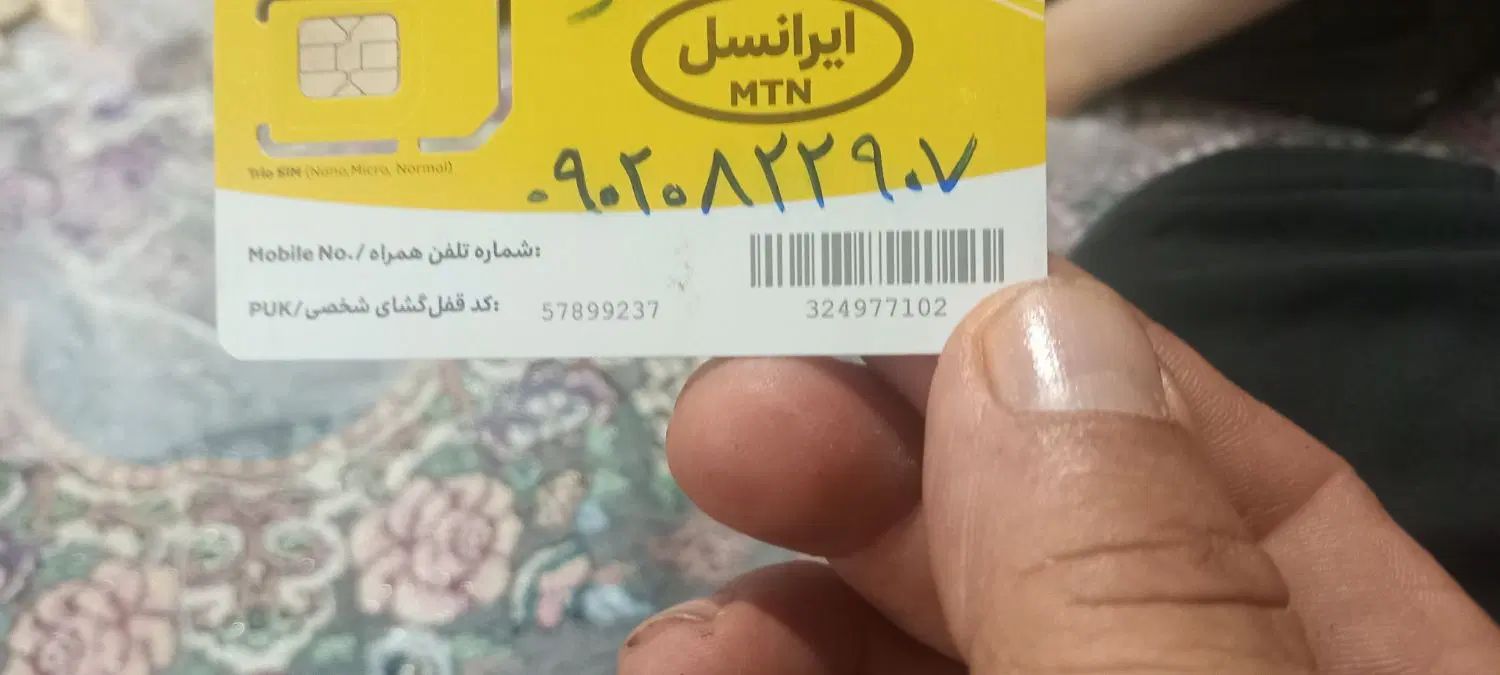 ایرانسل
MTN
۰۹۰۲۰۸۲۲۹۰۷
Trio SIM (Nano,Micro, Normal)
Mobile No./ شماره تلفن همراه:
PUK/کد قفل‌گشای شخصی: 57899237
324977102